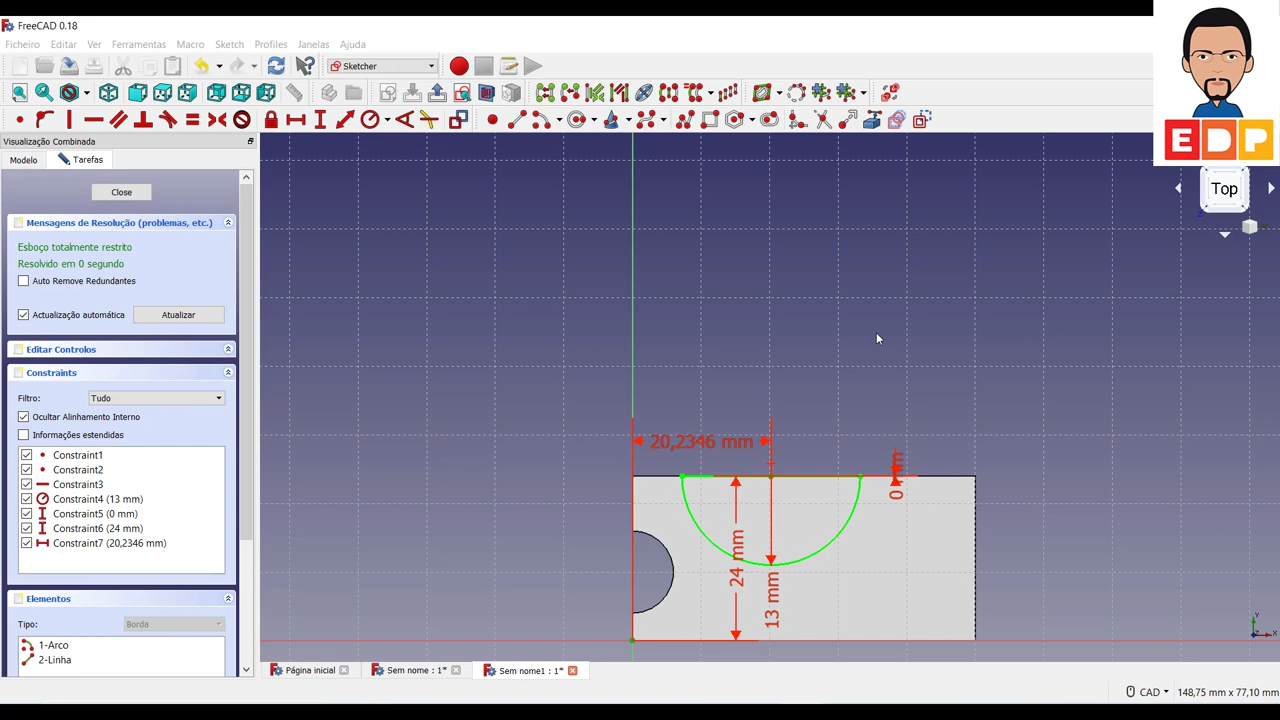 FreeCAD 0.18
Ficheiro Editar Ver Ferramentas Macro Sketch Profiles Janelas Ajuda
Sketcher
EDP
Visualização Combinada
Modelo Tarefas
Top
Close
Mensagens de Resolução (problemas, etc.)
Esboço totalmente restrito
Resolvido em 0 segundo
Auto Remove Redundantes
Actualização automática Atualizar
Editar Controlos
Constraints
Filtro: Tudo
Ocultar Alinhamento Interno
Informações estendidas
Constraint1
Constraint2
Constraint3
Constraint4 (13 mm)
Constraint5 (0 mm)
Constraint6 (24 mm)
Constraint7 (20,2346 mm)
20,2346 mm
0 mm
24 mm
13 mm
Elementos
Tipo: Borda
1-Arco
2-Linha
Página inicial Sem nome : 1* Sem nome1 : 1*
Y
Z
X
CAD 148,75 mm x 77,10 mm